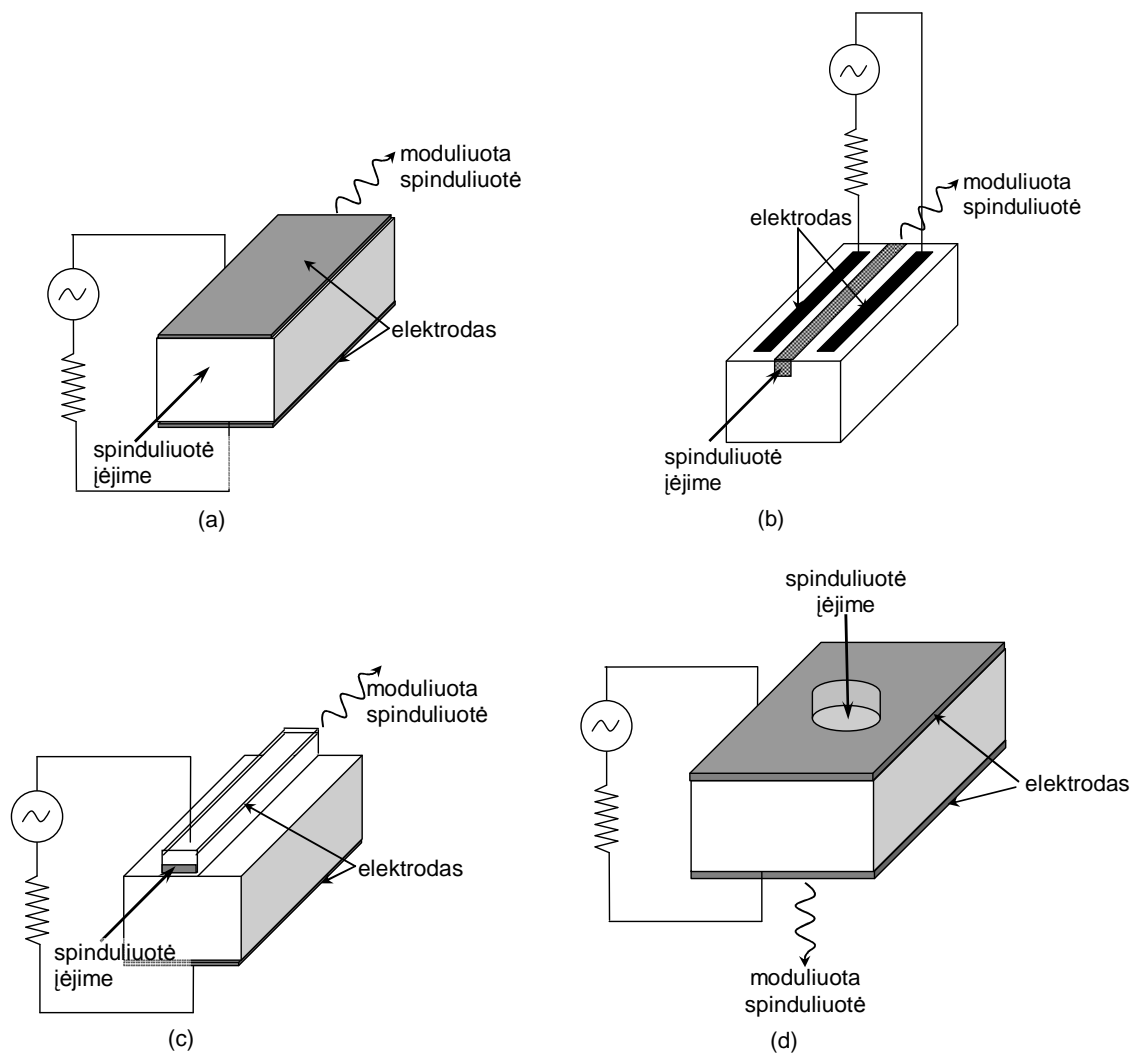 moduliuota
spinduliuotė
elektrodas
spinduliuotė
įėjime
(a)
moduliuota
spinduliuotė
elektrodas
spinduliuotė
įėjime
(b)
moduliuota
spinduliuotė
elektrodas
spinduliuotė
įėjime
(c)
spinduliuotė
įėjime
elektrodas
moduliuota
spinduliuotė
(d)